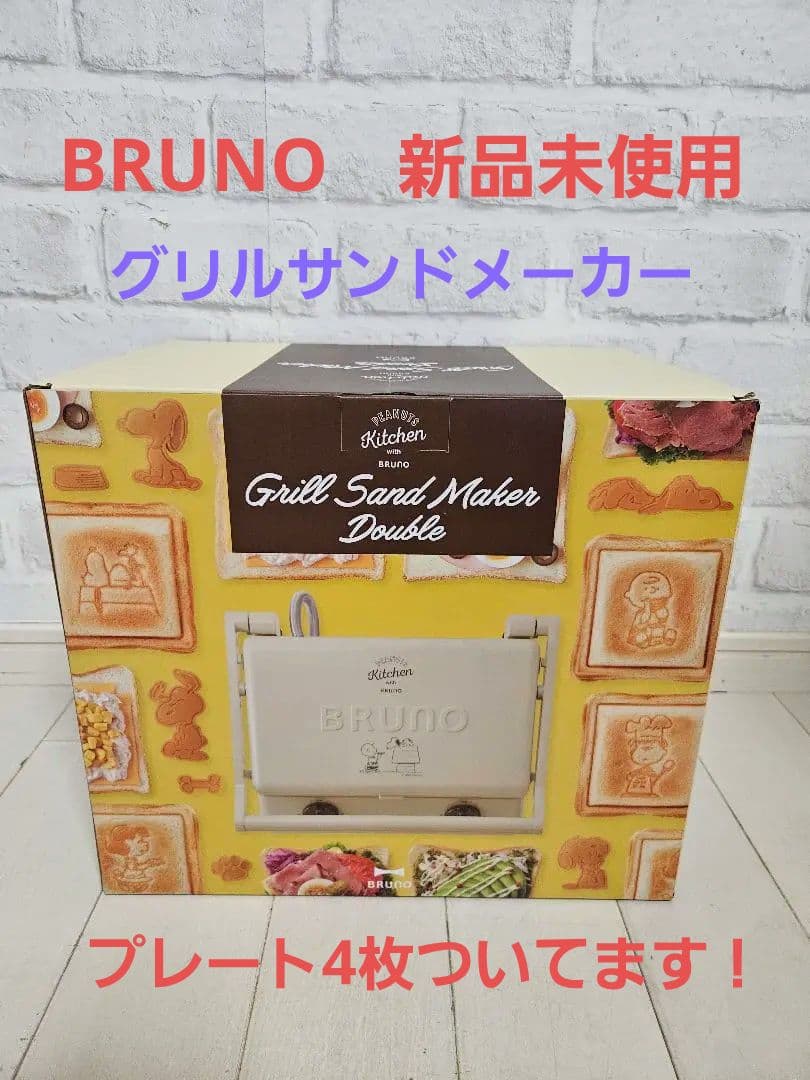 BRUNO 新品未使用
グリルサンドメーカー
PEANUTS
Kitchen
with
BRUNO
Grill Sand Maker
Double
PEANUTS
Kitchen
with
BRUNO
BRUNO
BRUNO
プレート4枚ついてます！